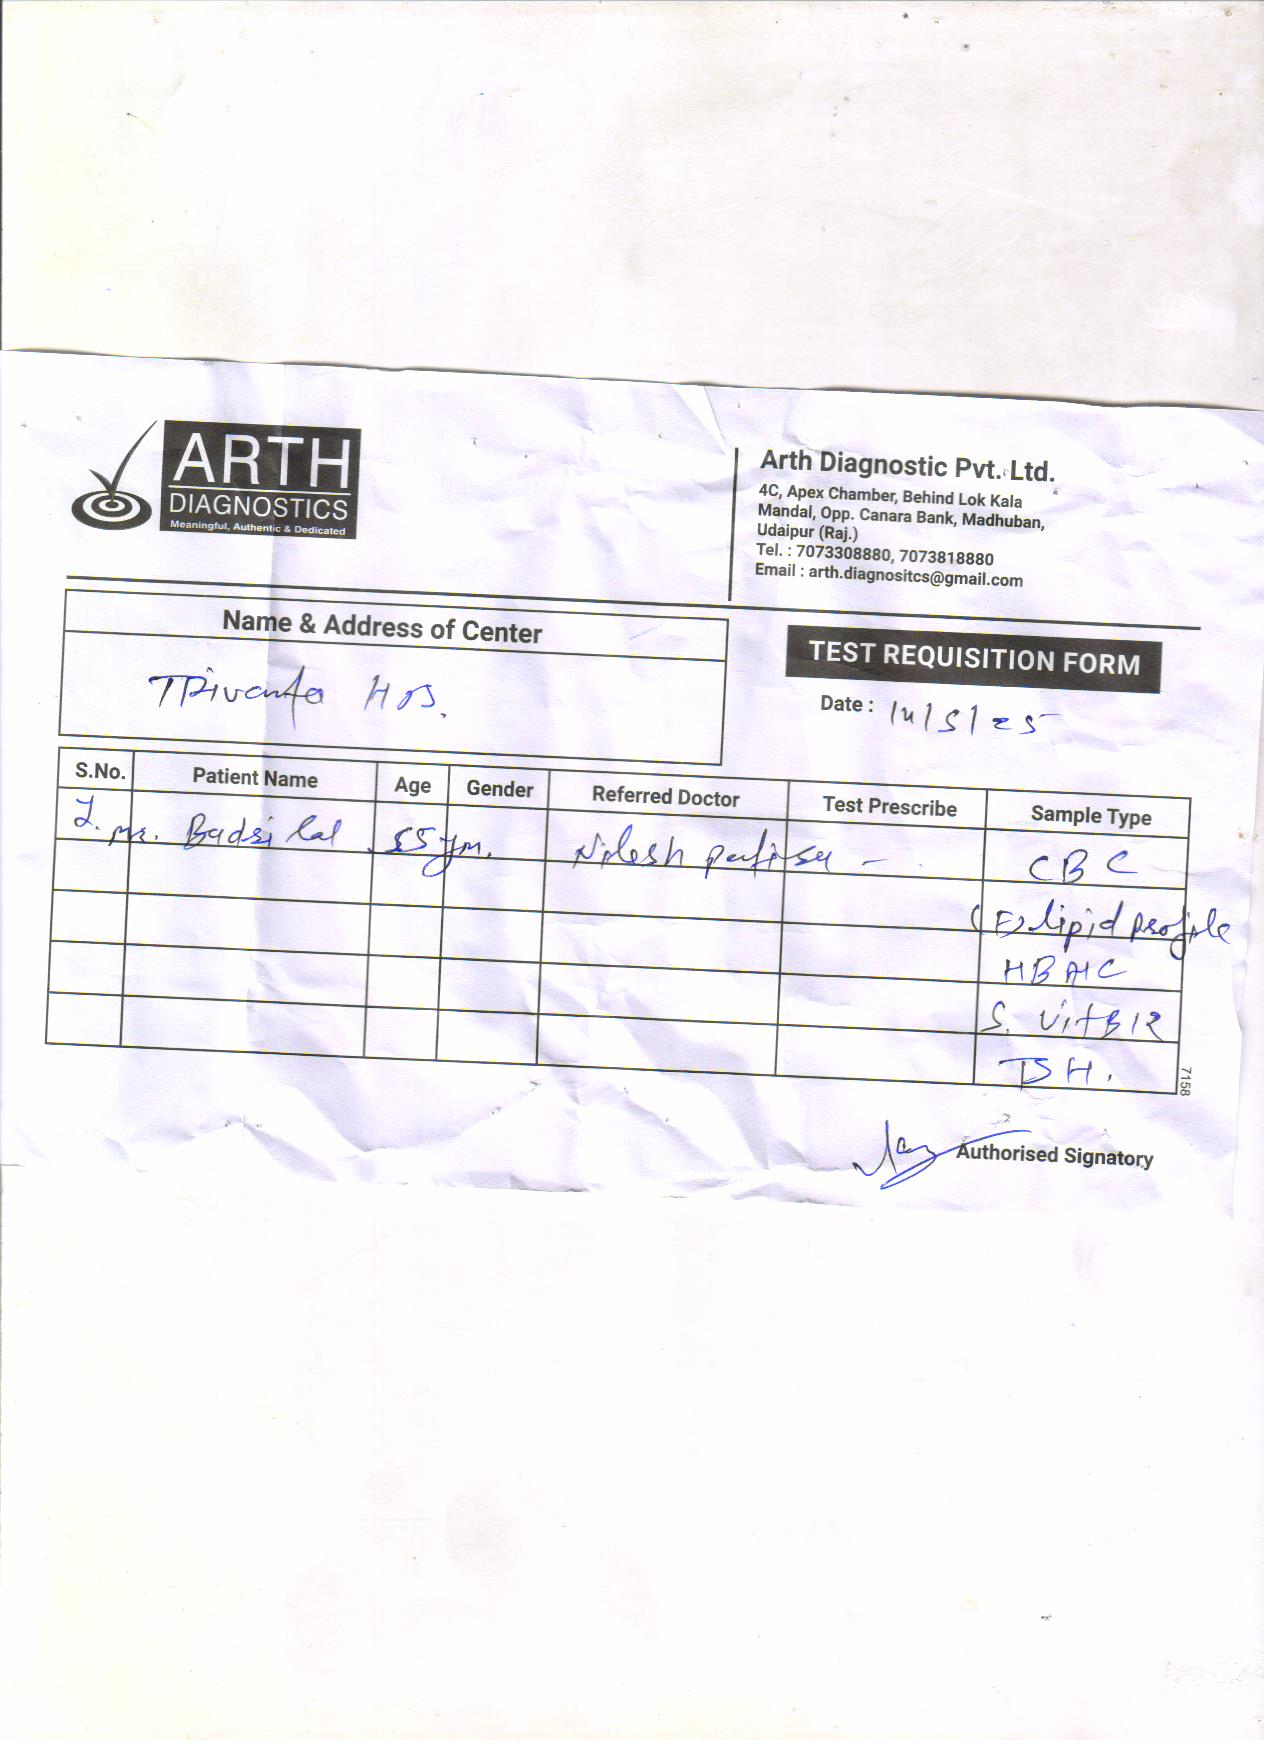 ARTH
DIAGNOSTICS
Meaningful, Authentic & Dedicated
Arth Diagnostic Pvt. Ltd.
4C, Apex Chamber, Behind Lok Kala
Mandal, Opp. Canara Bank, Madhuban,
Udaipur (Raj.)
Tel. : 7073308880, 7073818880
Email : arth.diagnositcs@gmail.com
Name & Address of Center
TEST REQUISITION FORM
Hos.
Date : 14/5/25
S.No. Patient Name Age Gender Referred Doctor Test Prescribe Sample Type
1. Mr. Badri Lal 55 Nilesh - CBC
(F) lipid profile
HBA1C
S. Vit B12
TSH.
7158
Authorised Signatory